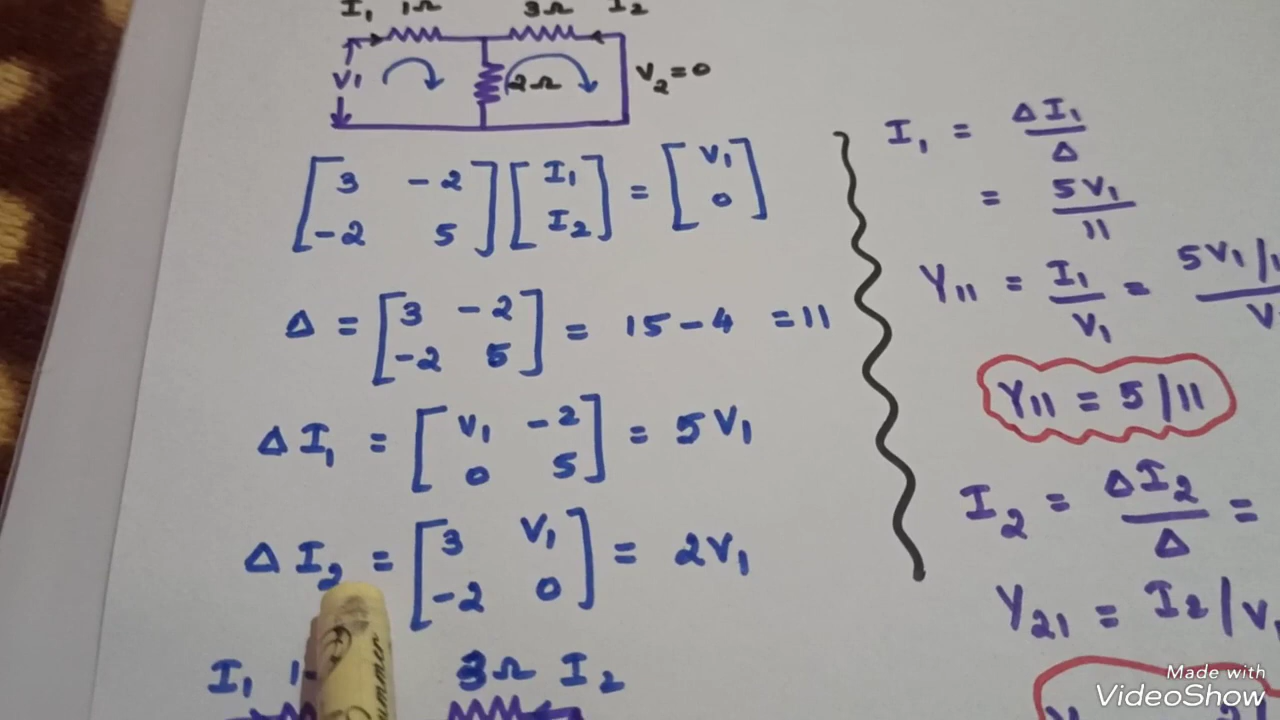 I₁ 1Ω 3Ω I₂
V₁ 2Ω V₂=0
[3 -2; -2 5] [I₁; I₂] = [V₁; 0]
Δ = [3 -2; -2 5] = 15-4 =11
ΔI₁ = [V₁ -2; 0 5] = 5V₁
ΔI₂ = [3 V₁; -2 0] = 2V₁
I₁ 3Ω I₂
I₁ = ΔI₁/Δ
= 5V₁/11
Y₁₁ = I₁/V₁ = 5V₁/1
V
Y₁₁ = 5/11
I₂ = ΔI₂/Δ =
Y₂₁ = I₂/V₁
Made with
VideoShow